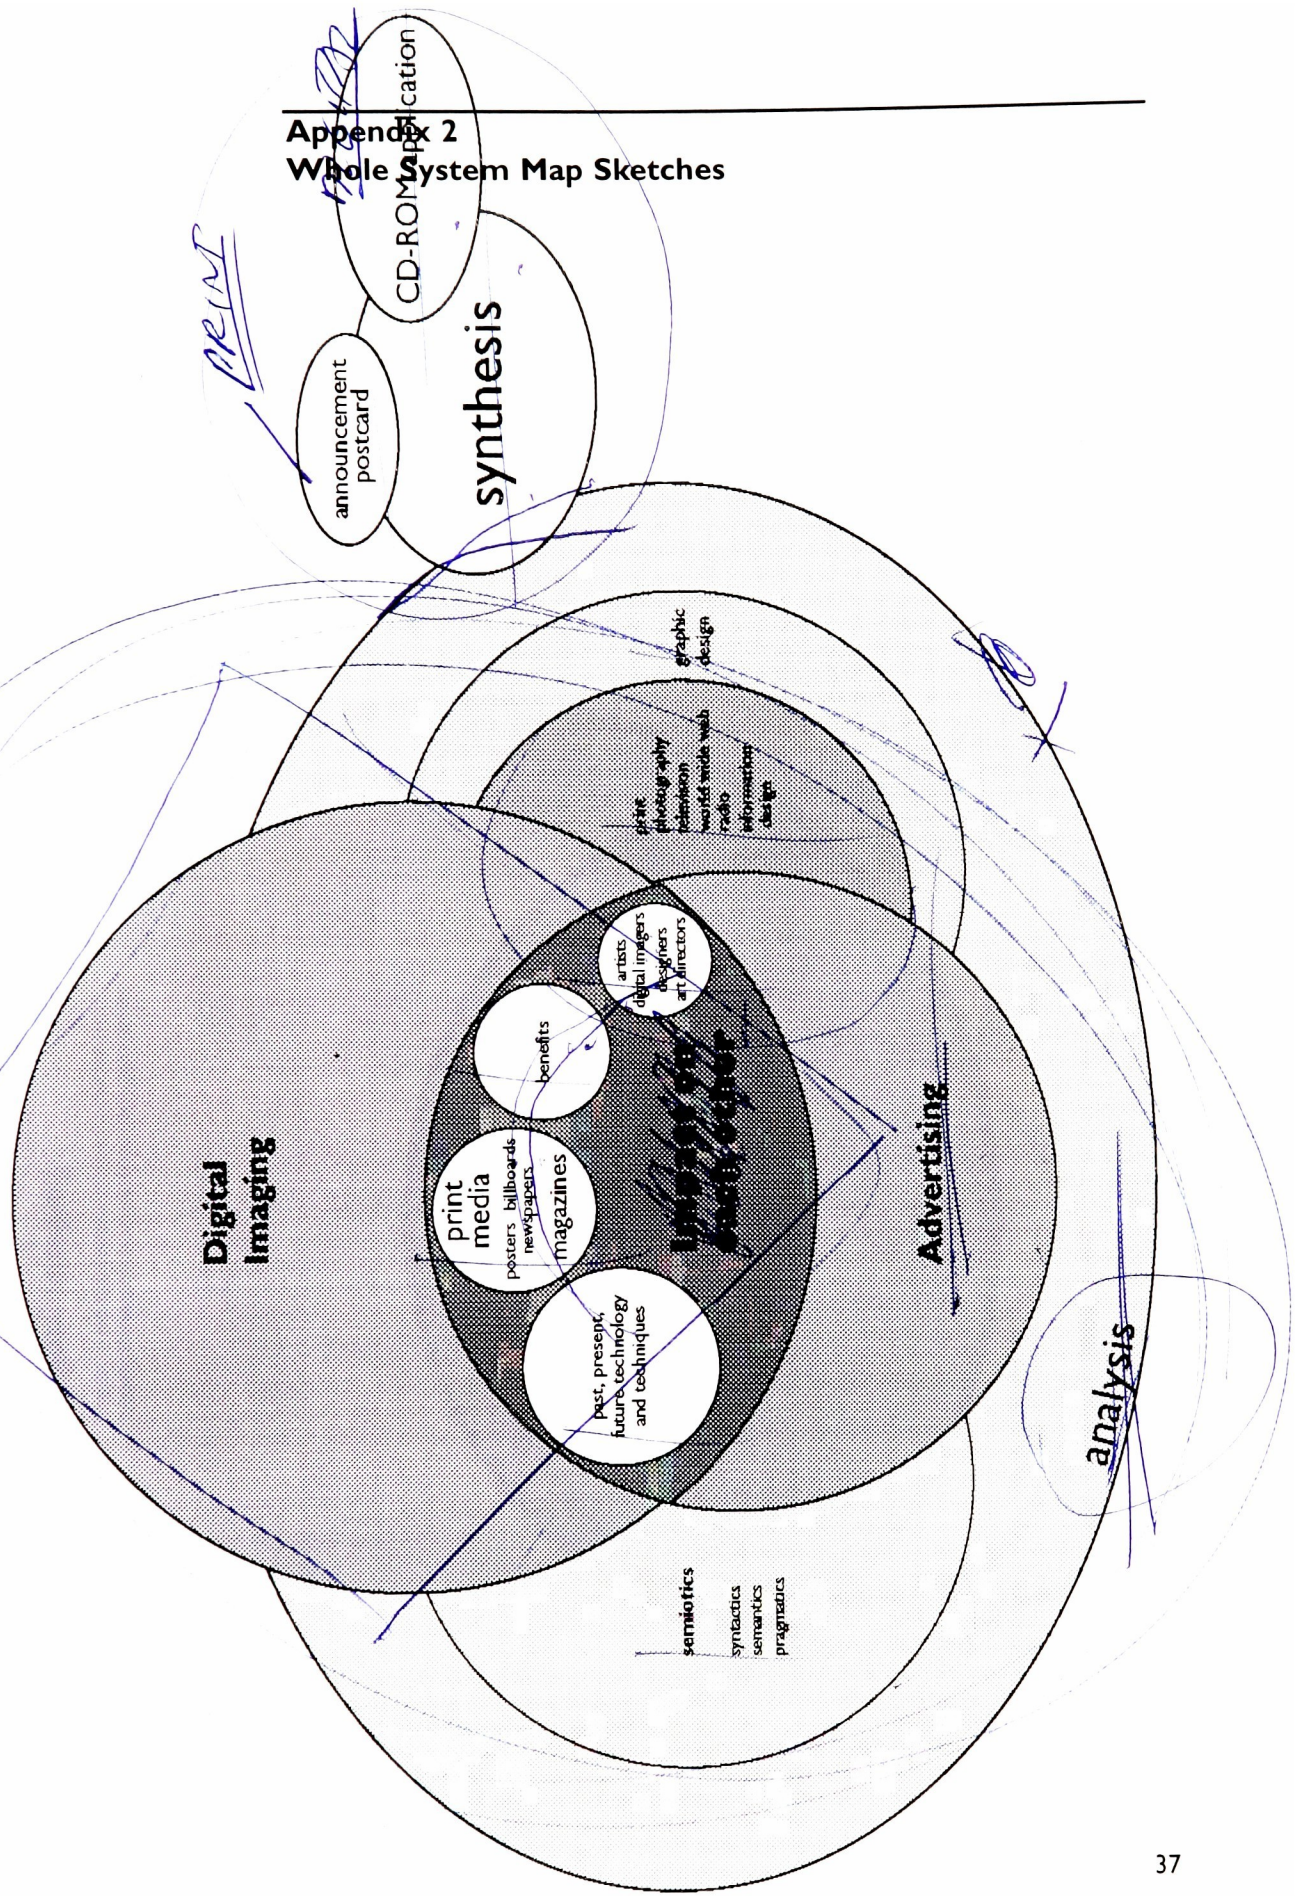 Appendix 2
Whole System Map Sketches
CD-ROM application
PRINT
announcement
postcard
synthesis
graphic
design
print
photography
television
world wide web
radio
information
design
artists
digital imagers
designers
art directors
benefits
print
media
posters billboards
newspapers
magazines
past, present,
future technology
and techniques
each other
Digital
Imaging
Advertising
analysis
semiotics
syntactics
semantics
pragmatics
37